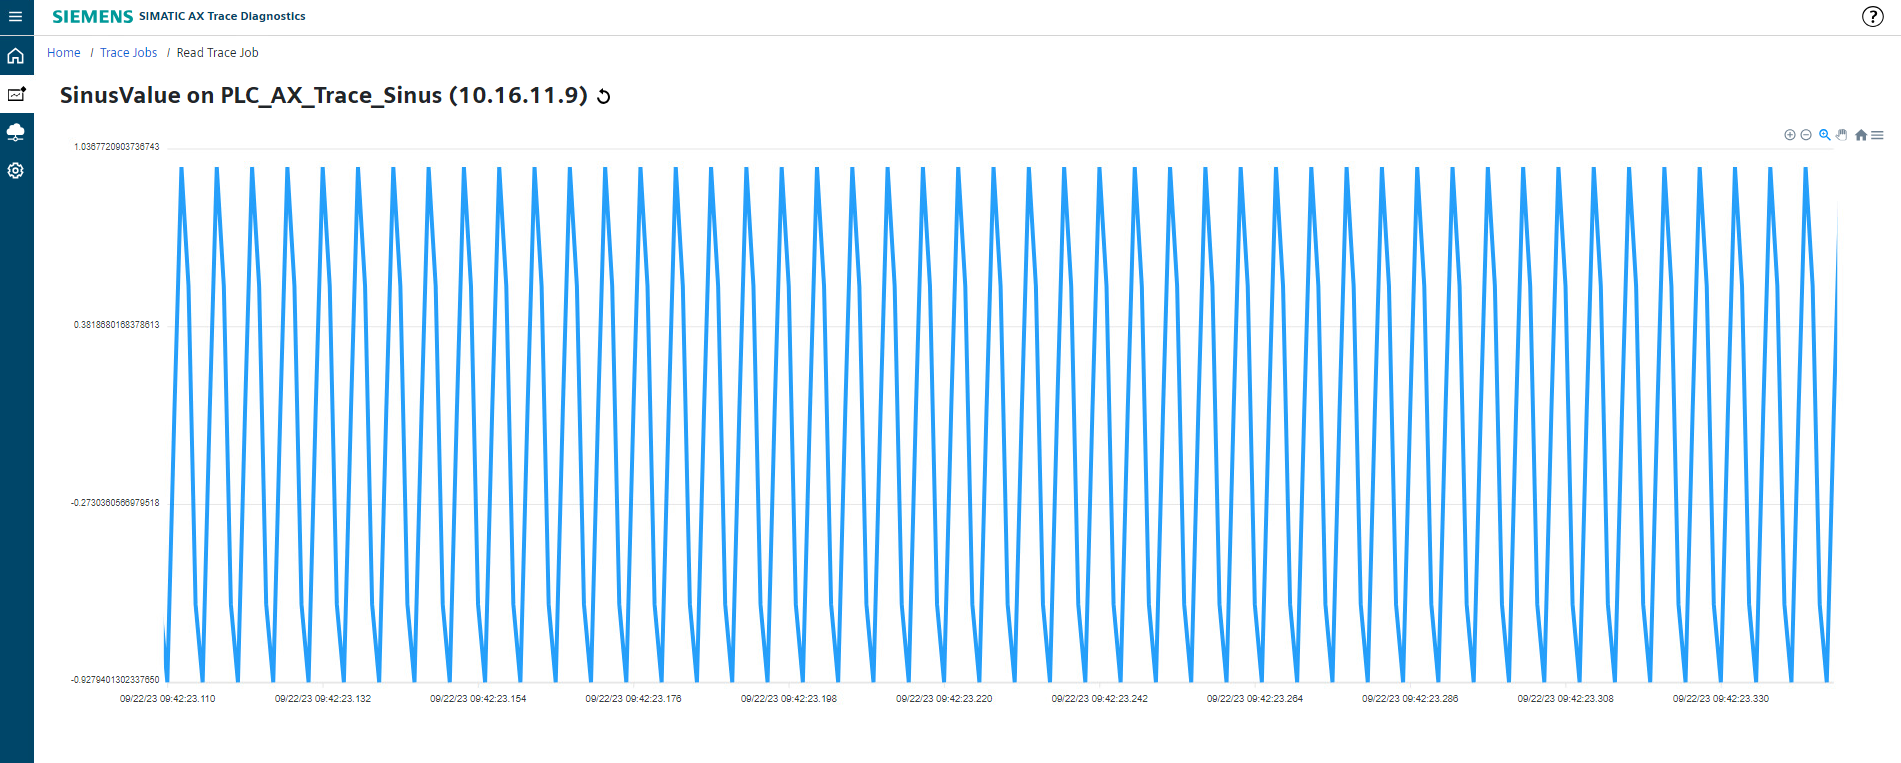 SIEMENS SIMATIC AX Trace Diagnostics
?
Home / Trace Jobs / Read Trace Job
SinusValue on PLC_AX_Trace_Sinus (10.16.11.9)
1.0367720903736743
0.3818680168378613
-0.2730360566979518
-0.9279401302337650
09/22/23 09:42:23.110 09/22/23 09:42:23.132 09/22/23 09:42:23.154 09/22/23 09:42:23.176 09/22/23 09:42:23.198 09/22/23 09:42:23.220 09/22/23 09:42:23.242 09/22/23 09:42:23.264 09/22/23 09:42:23.286 09/22/23 09:42:23.308 09/22/23 09:42:23.330